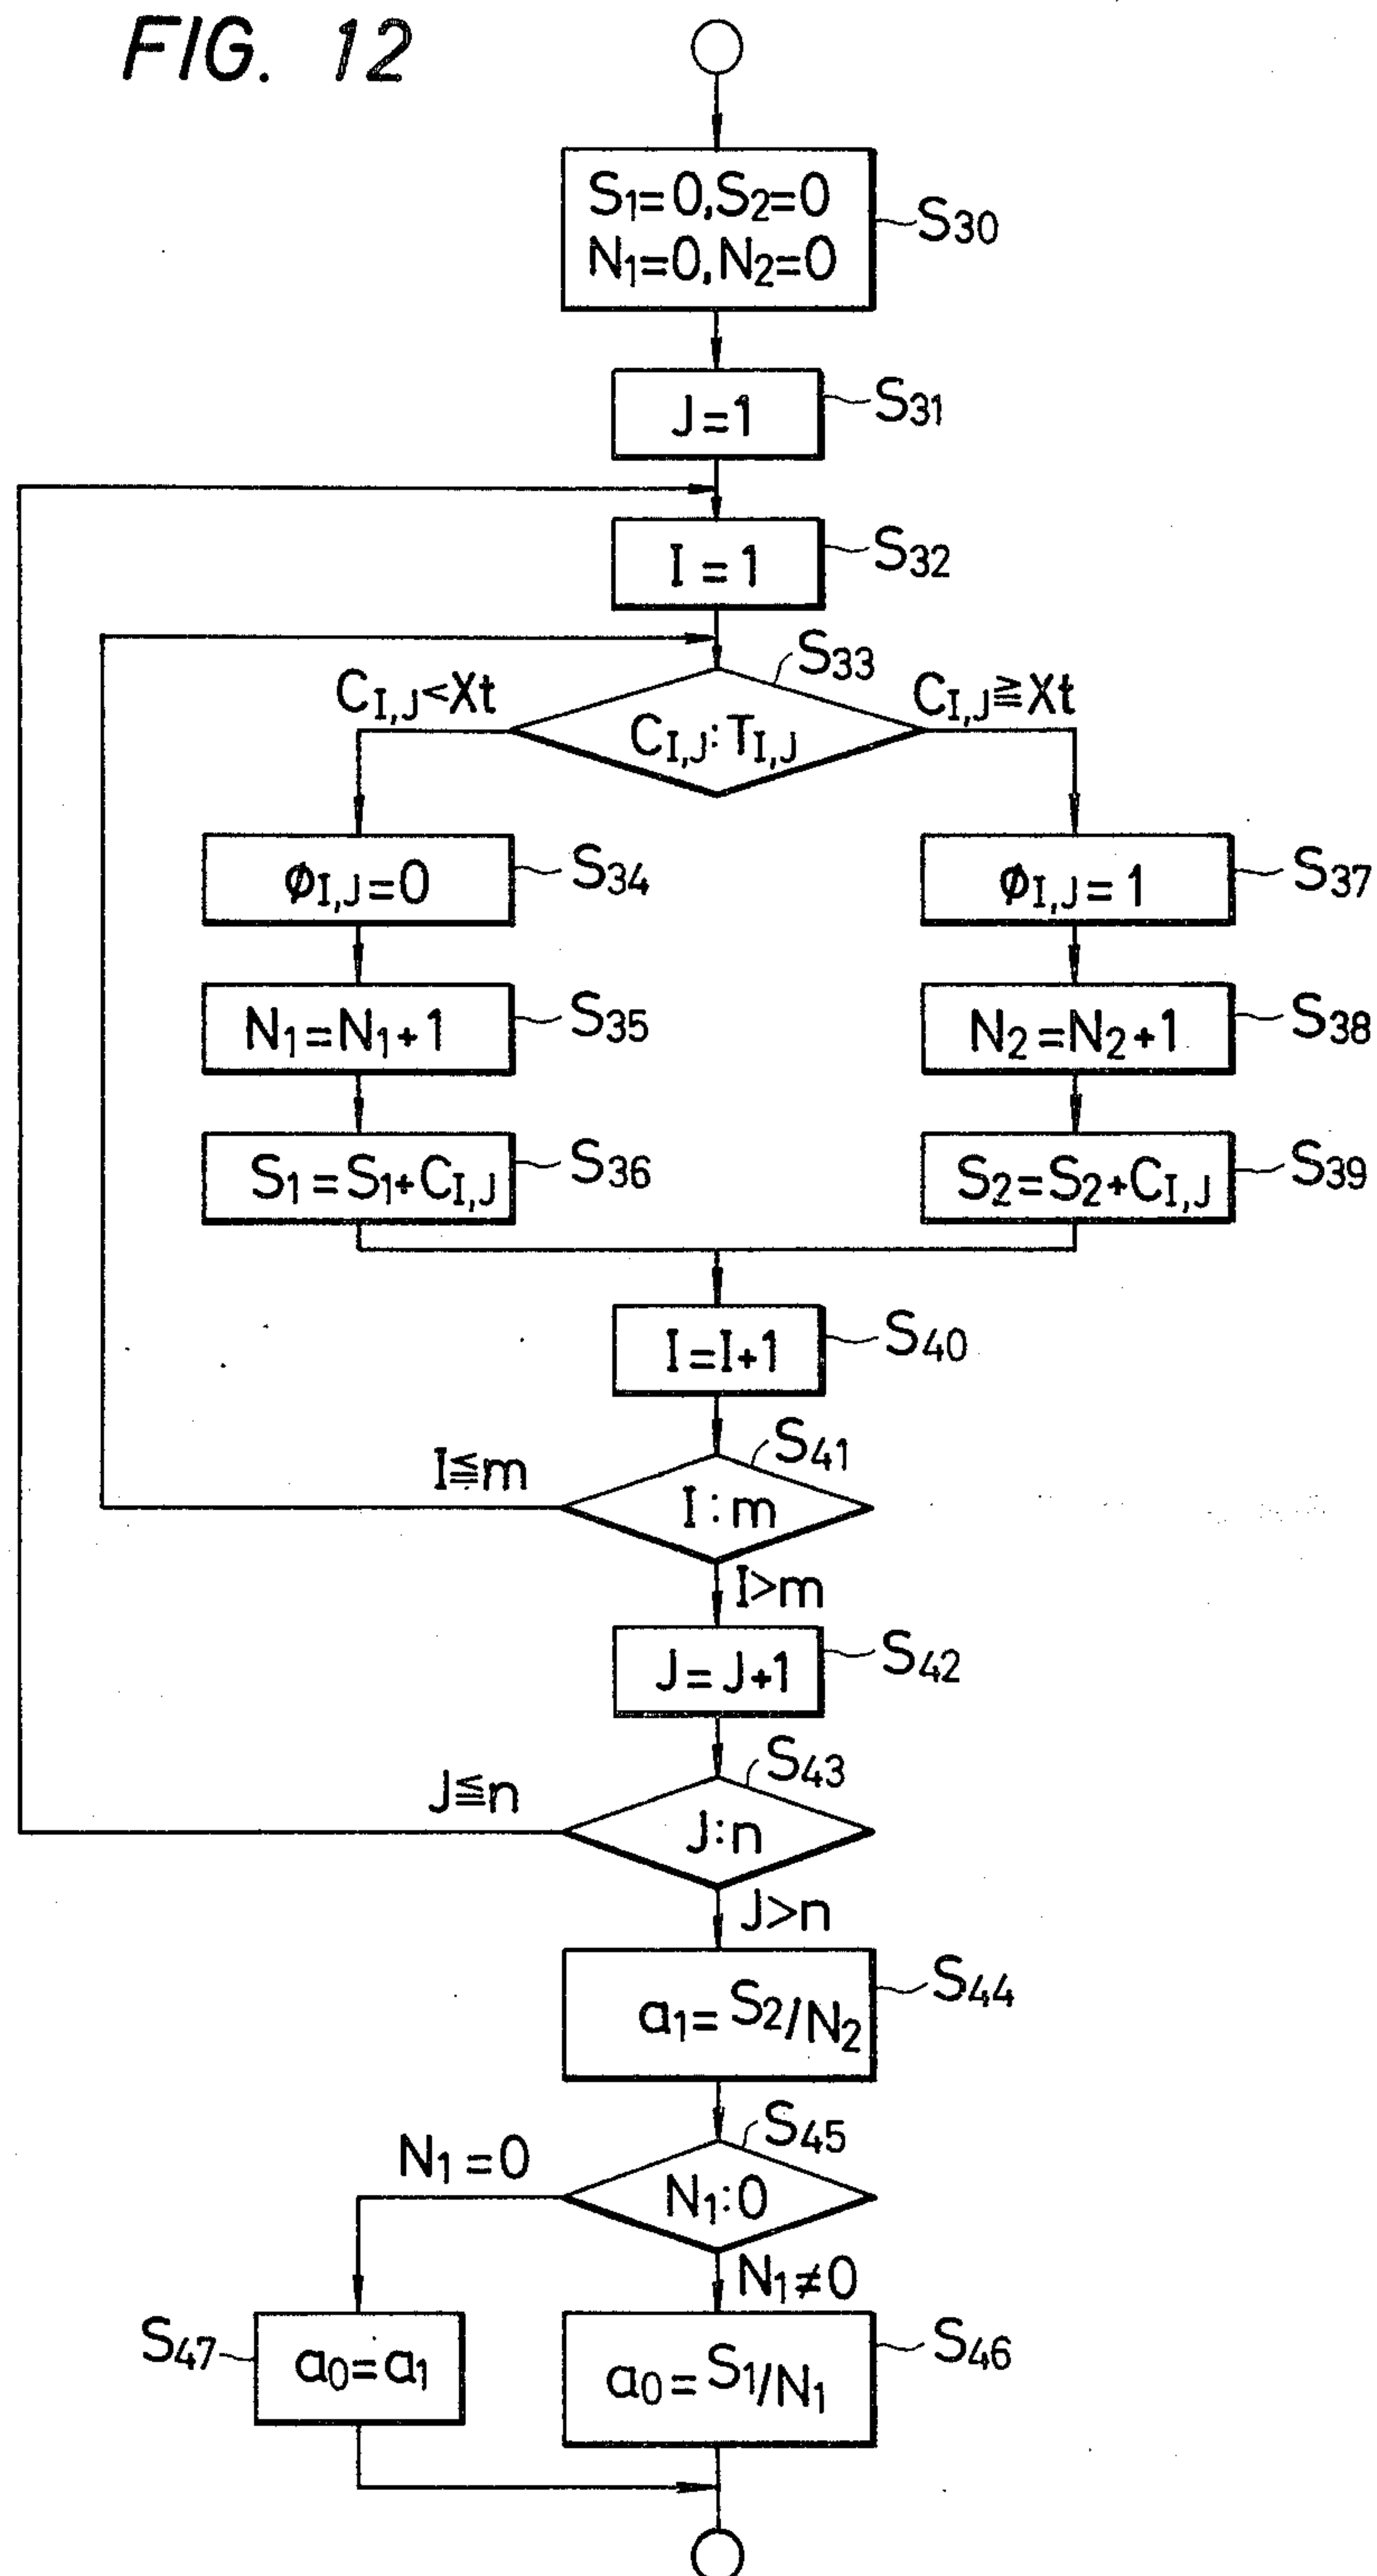 FIG. 12
S1=0,S2=0
N1=0,N2=0
S30
J=1
S31
I=1
S32
S33
CI,J<Xt
CI,J≧Xt
CI,J:TI,J
φI,J=0
S34
φI,J=1
S37
N1=N1+1
S35
N2=N2+1
S38
S1=S1+CI,J
S36
S2=S2+CI,J
S39
I=I+1
S40
S41
I≦m
I:m
I>m
J=J+1
S42
S43
J≦n
J:n
J>n
a1=S2/N2
S44
S45
N1=0
N1:0
N1≠0
S47
a0=a1
a0=S1/N1
S46